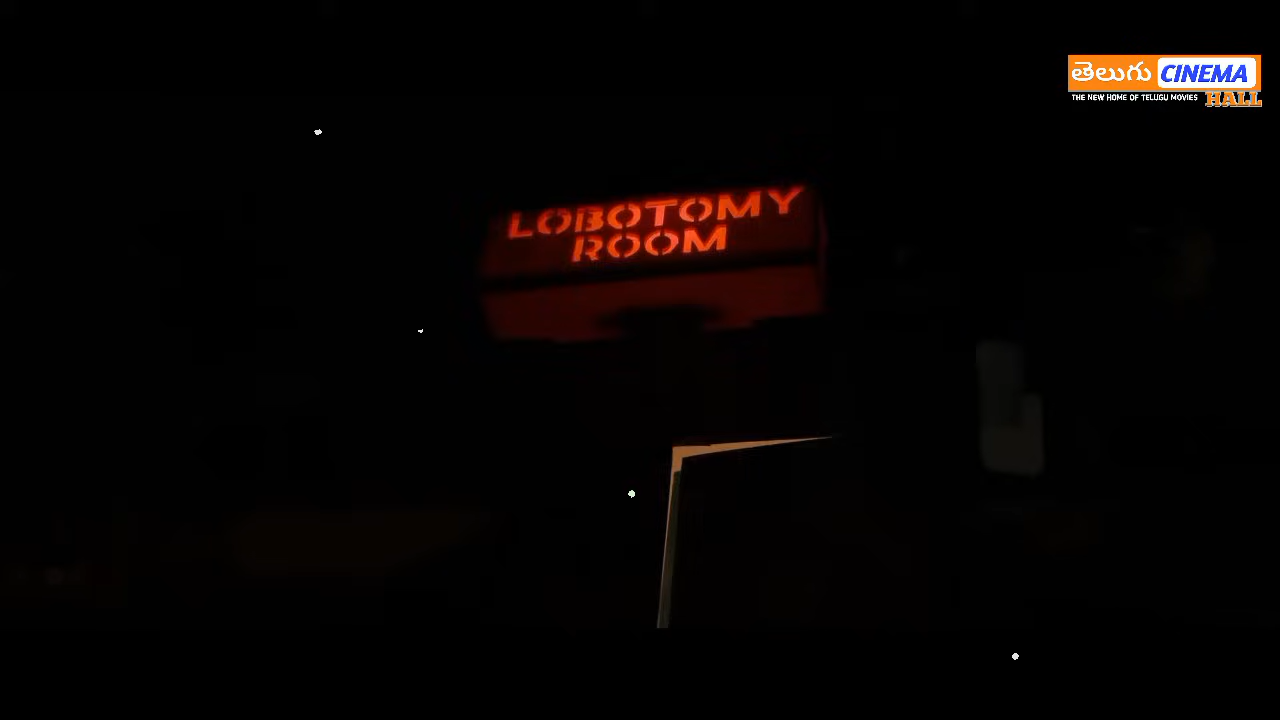 తెలుగు CINEMA
THE NEW HOME OF TELUGU MOVIES HALL
LOBOTOMY
ROOM